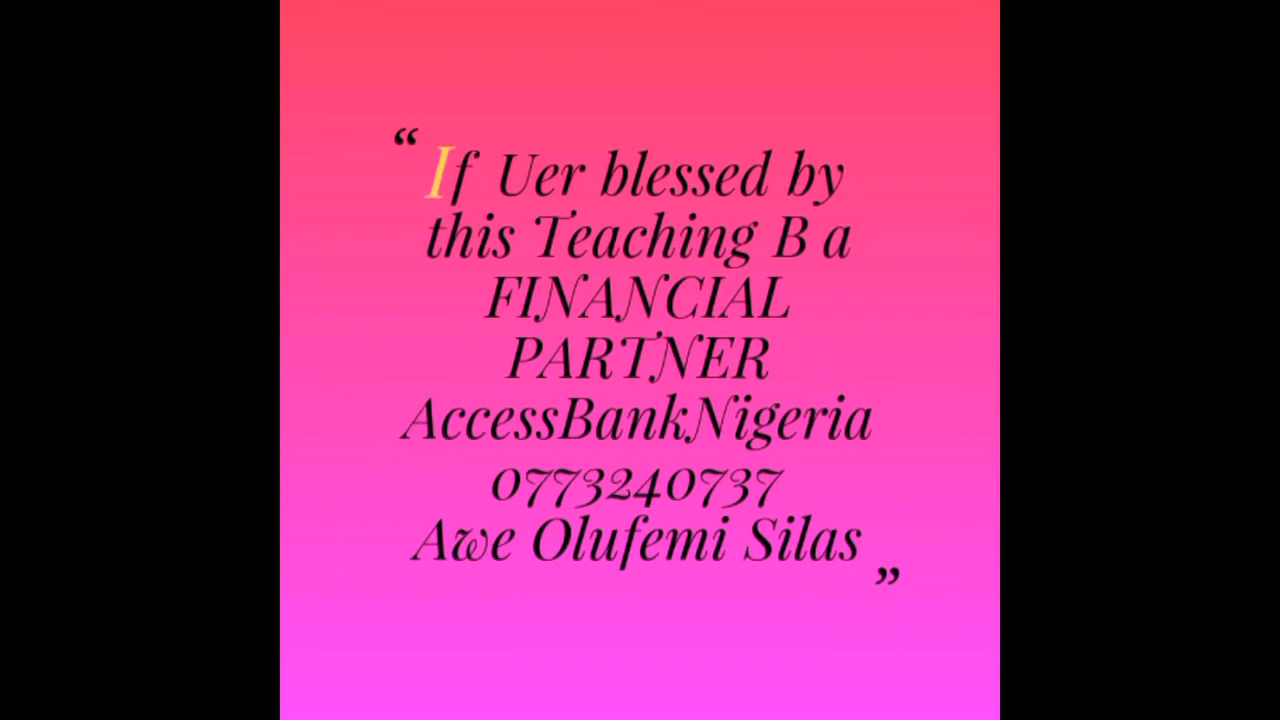 “ If Uer blessed by
this Teaching B a
FINANCIAL
PARTNER
AccessBankNigeria
0773240737
Awe Olufemi Silas ”